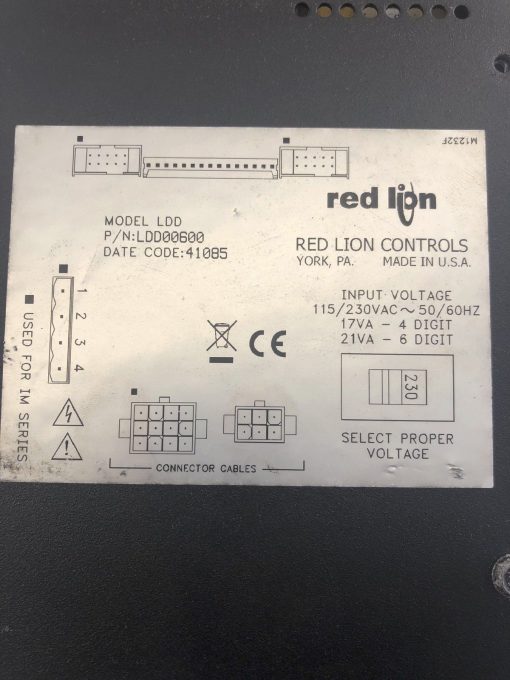 M1232F
red lion
MODEL LDD
P/N:LDD00600
DATE CODE:41085
RED LION CONTROLS
YORK, PA. MADE IN U.S.A.
INPUT VOLTAGE
115/230VAC ~ 50/60HZ
17VA - 4 DIGIT
21VA - 6 DIGIT
1
2
3
4
USED FOR IM SERIES
CE
230
SELECT PROPER
VOLTAGE
CONNECTOR CABLES